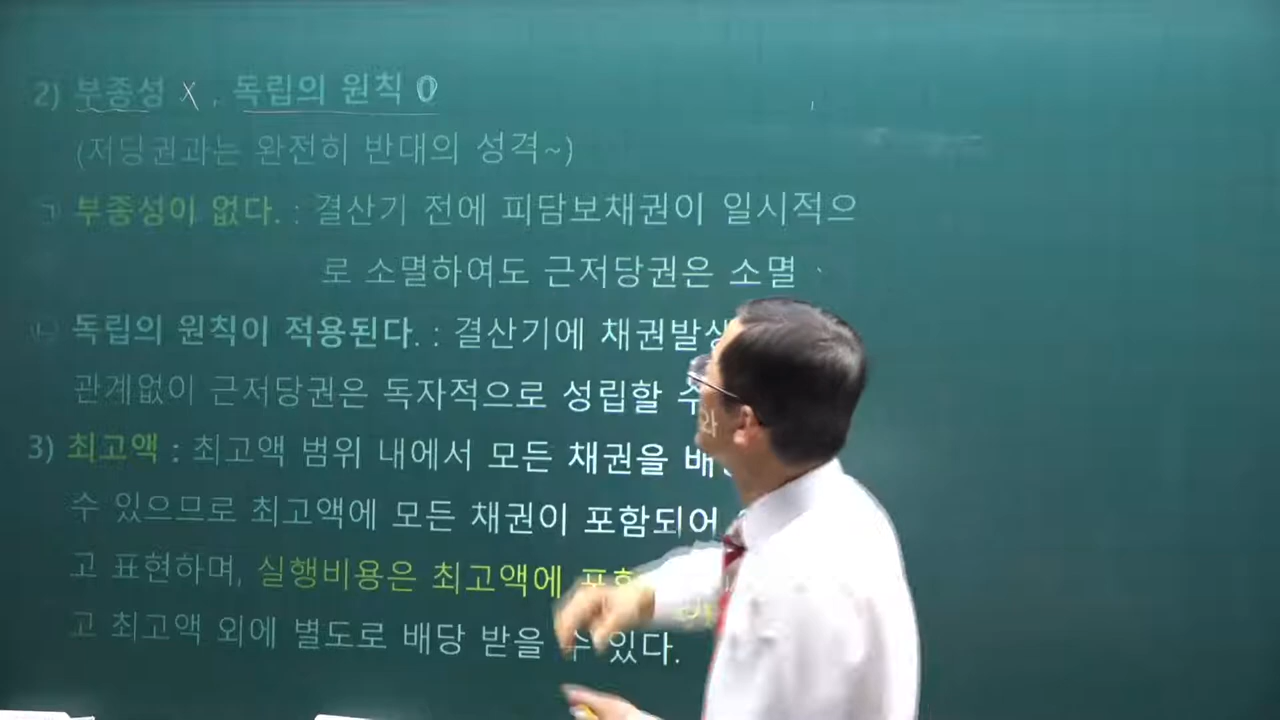 2) 부종성 X, 독립의 원칙 O
(저딩권과는 완전히 반대의 성격~)
㉠ 부종성이 없다. : 결산기 전에 피담보채권이 일시적으
로 소멸하여도 근저당권은 소멸
㉡ 독립의 원칙이 적용된다. : 결산기에 채권발생
관계없이 근저당권은 독자적으로 성립할 수
3) 최고액 : 최고액 범위 내에서 모든 채권을
수 있으므로 최고액에 모든 채권이 포함되어
고 표현하며, 실행비용은 최고액에
고 최고액 외에 별도로 배당 받을 수 있다.